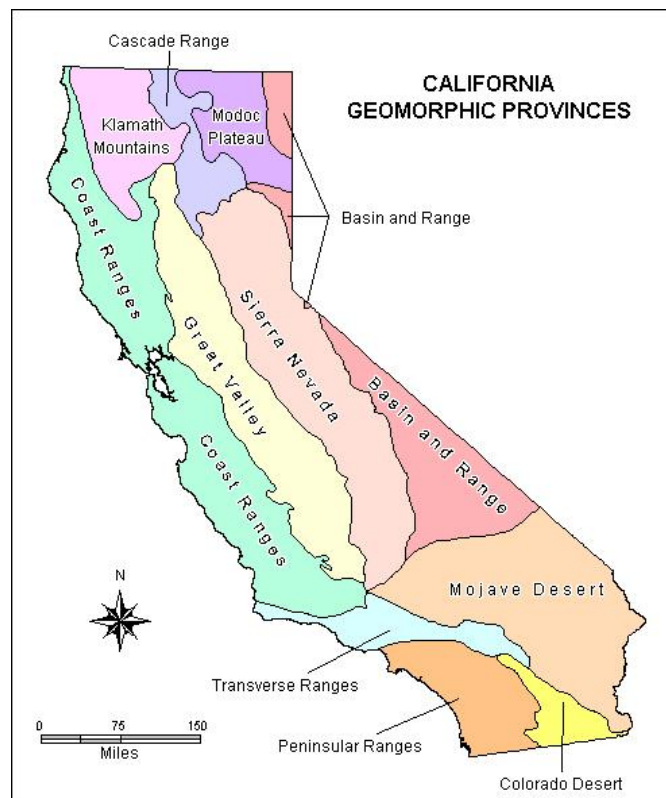 Cascade Range
CALIFORNIA
GEOMORPHIC PROVINCES
Klamath
Mountains
Modoc
Plateau
Coast Ranges
Basin and Range
Sierra Nevada
Great Valley
Basin and Range
Coast Ranges
N
Mojave Desert
Transverse Ranges
0 75 150
Miles
Peninsular Ranges
Colorado Desert